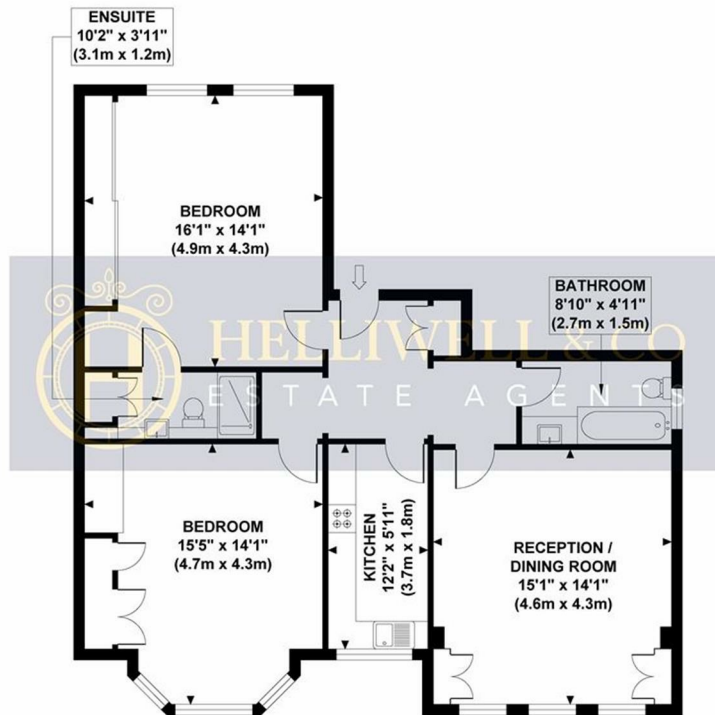 ENSUITE
10'2" x 3'11"
(3.1m x 1.2m)
BEDROOM
16'1" x 14'1"
(4.9m x 4.3m)
BATHROOM
8'10" x 4'11"
(2.7m x 1.5m)
H
HELLIWELL & CO
ESTATE AGENTS
BEDROOM
15'5" x 14'1"
(4.7m x 4.3m)
KITCHEN
12'2" x 5'11"
(3.7m x 1.8m)
RECEPTION /
DINING ROOM
15'1" x 14'1"
(4.6m x 4.3m)